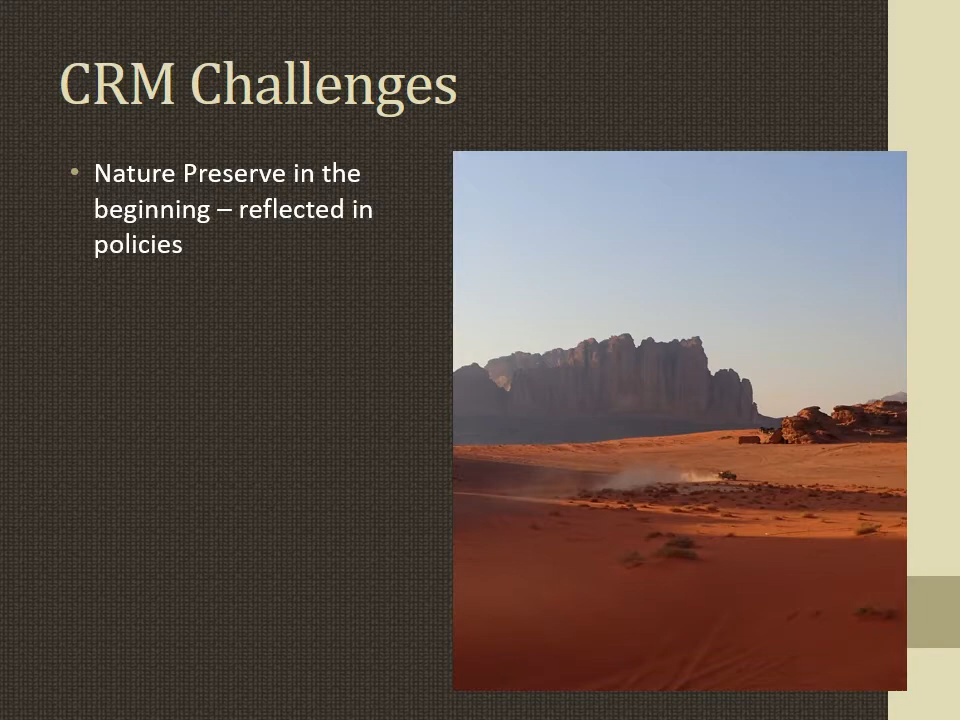 CRM Challenges
• Nature Preserve in the
beginning – reflected in
policies